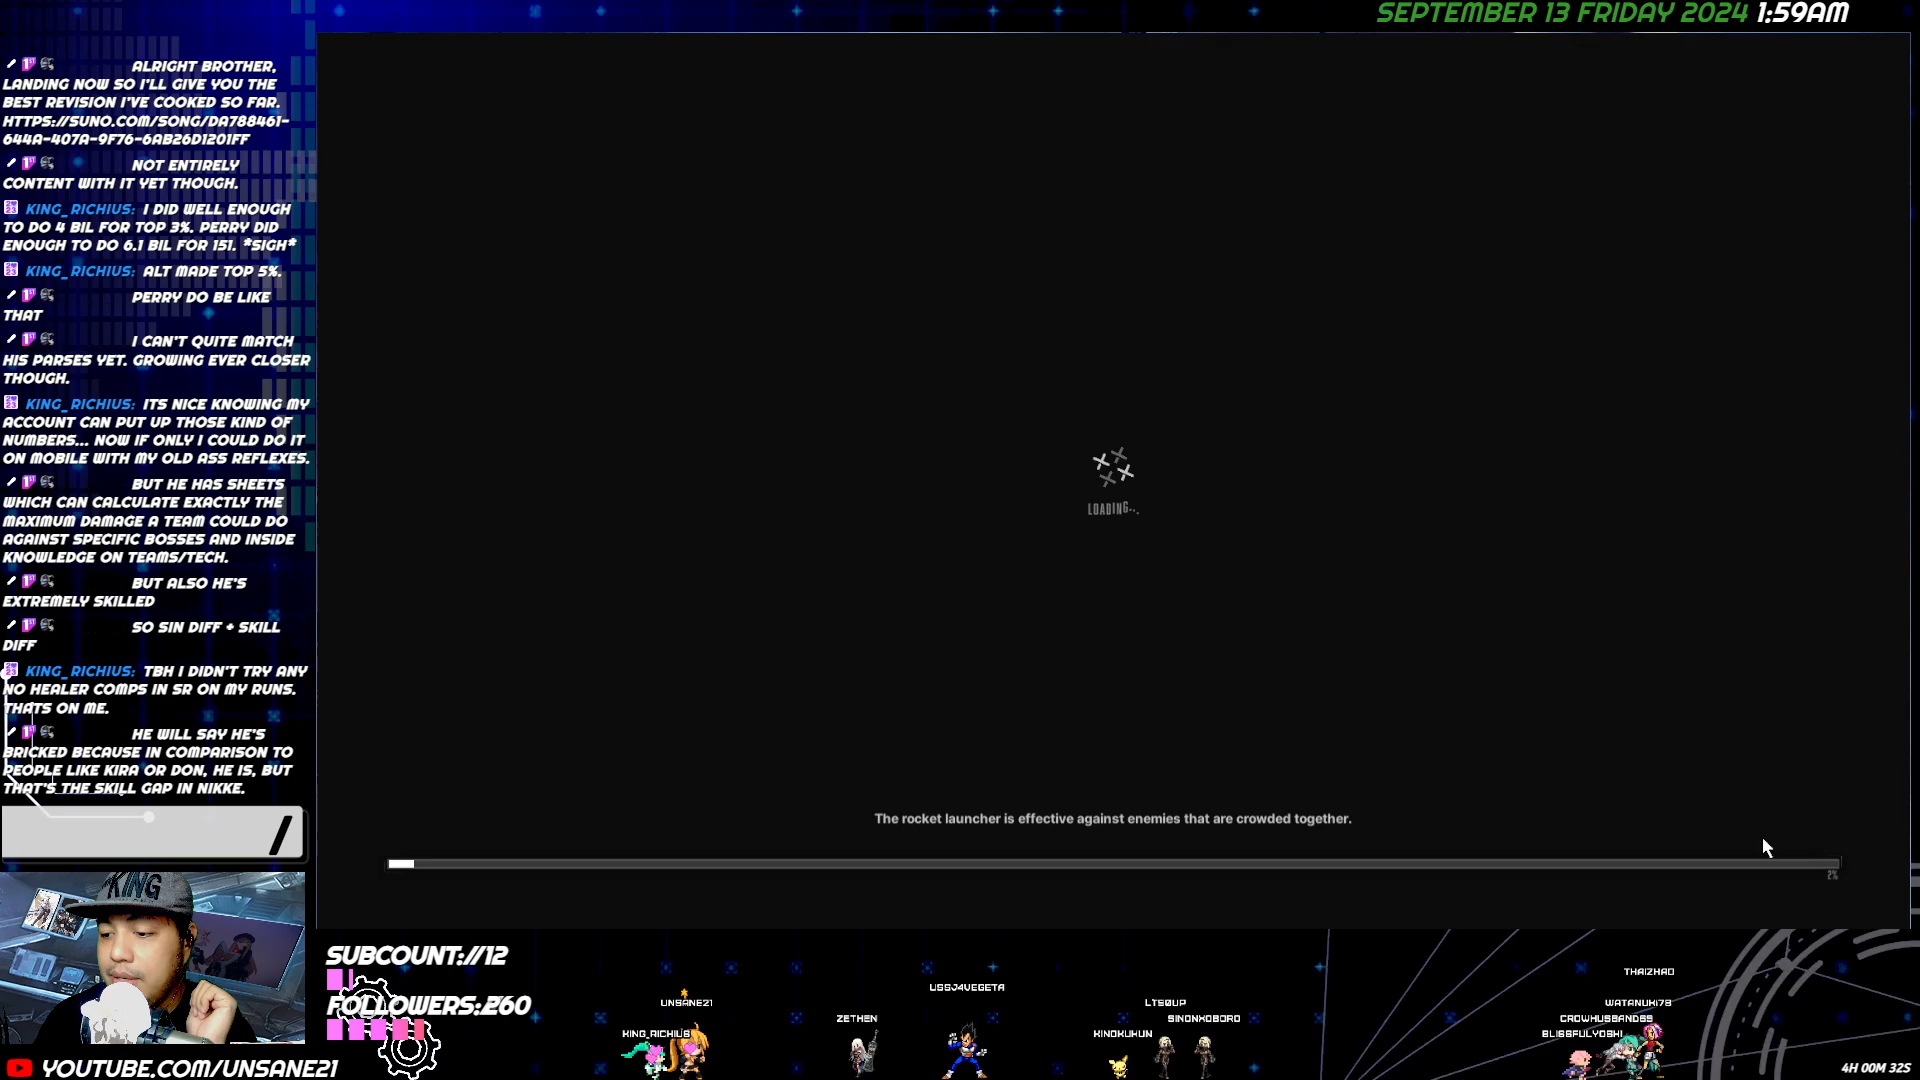 SEPTEMBER 13 FRIDAY 2024 1:59AM
ALRIGHT BROTHER,
LANDING NOW SO I'LL GIVE YOU THE
BEST REVISION I'VE COOKED SO FAR.
HTTPS://SUNO.COM/SONG/DA788461-
644A-407A-9F76-6AB26D1201FF
NOT ENTIRELY
CONTENT WITH IT YET THOUGH.
KING_RICHIUS: I DID WELL ENOUGH
TO DO 4 BIL FOR TOP 3%. PERRY DID
ENOUGH TO DO 6.1 BIL FOR 151. *SIGH*
KING_RICHIUS: ALT MADE TOP 5%.
PERRY DO BE LIKE
THAT
I CAN'T QUITE MATCH
HIS PARSES YET. GROWING EVER CLOSER
THOUGH.
KING_RICHIUS: ITS NICE KNOWING MY
ACCOUNT CAN PUT UP THOSE KIND OF
NUMBERS... NOW IF ONLY I COULD DO IT
ON MOBILE WITH MY OLD ASS REFLEXES.
BUT HE HAS SHEETS
WHICH CAN CALCULATE EXACTLY THE
MAXIMUM DAMAGE A TEAM COULD DO
AGAINST SPECIFIC BOSSES AND INSIDE
KNOWLEDGE ON TEAMS/TECH.
BUT ALSO HE'S
EXTREMELY SKILLED
SO SIN DIFF + SKILL
DIFF
KING_RICHIUS: TBH I DIDN'T TRY ANY
NO HEALER COMPS IN SR ON MY RUNS.
THATS ON ME.
HE WILL SAY HE'S
BRICKED BECAUSE IN COMPARISON TO
PEOPLE LIKE KIRA OR DON, HE IS, BUT
THAT'S THE SKILL GAP IN NIKKE.
/
LOADING...
The rocket launcher is effective against enemies that are crowded together.
2%
KING
SUBCOUNT://12
FOLLOWERS:260
YOUTUBE.COM/UNSANE21
UNSANE21
KING_RICHIUS
ZETHEN
USSJ4VEGETA
LTSOUP
KINOKUKUN
SINONXOBORO
THAIZHAO
WATANUKI79
CROWHUSBAND69
BLISSFULYOSHI
4H 00M 32S